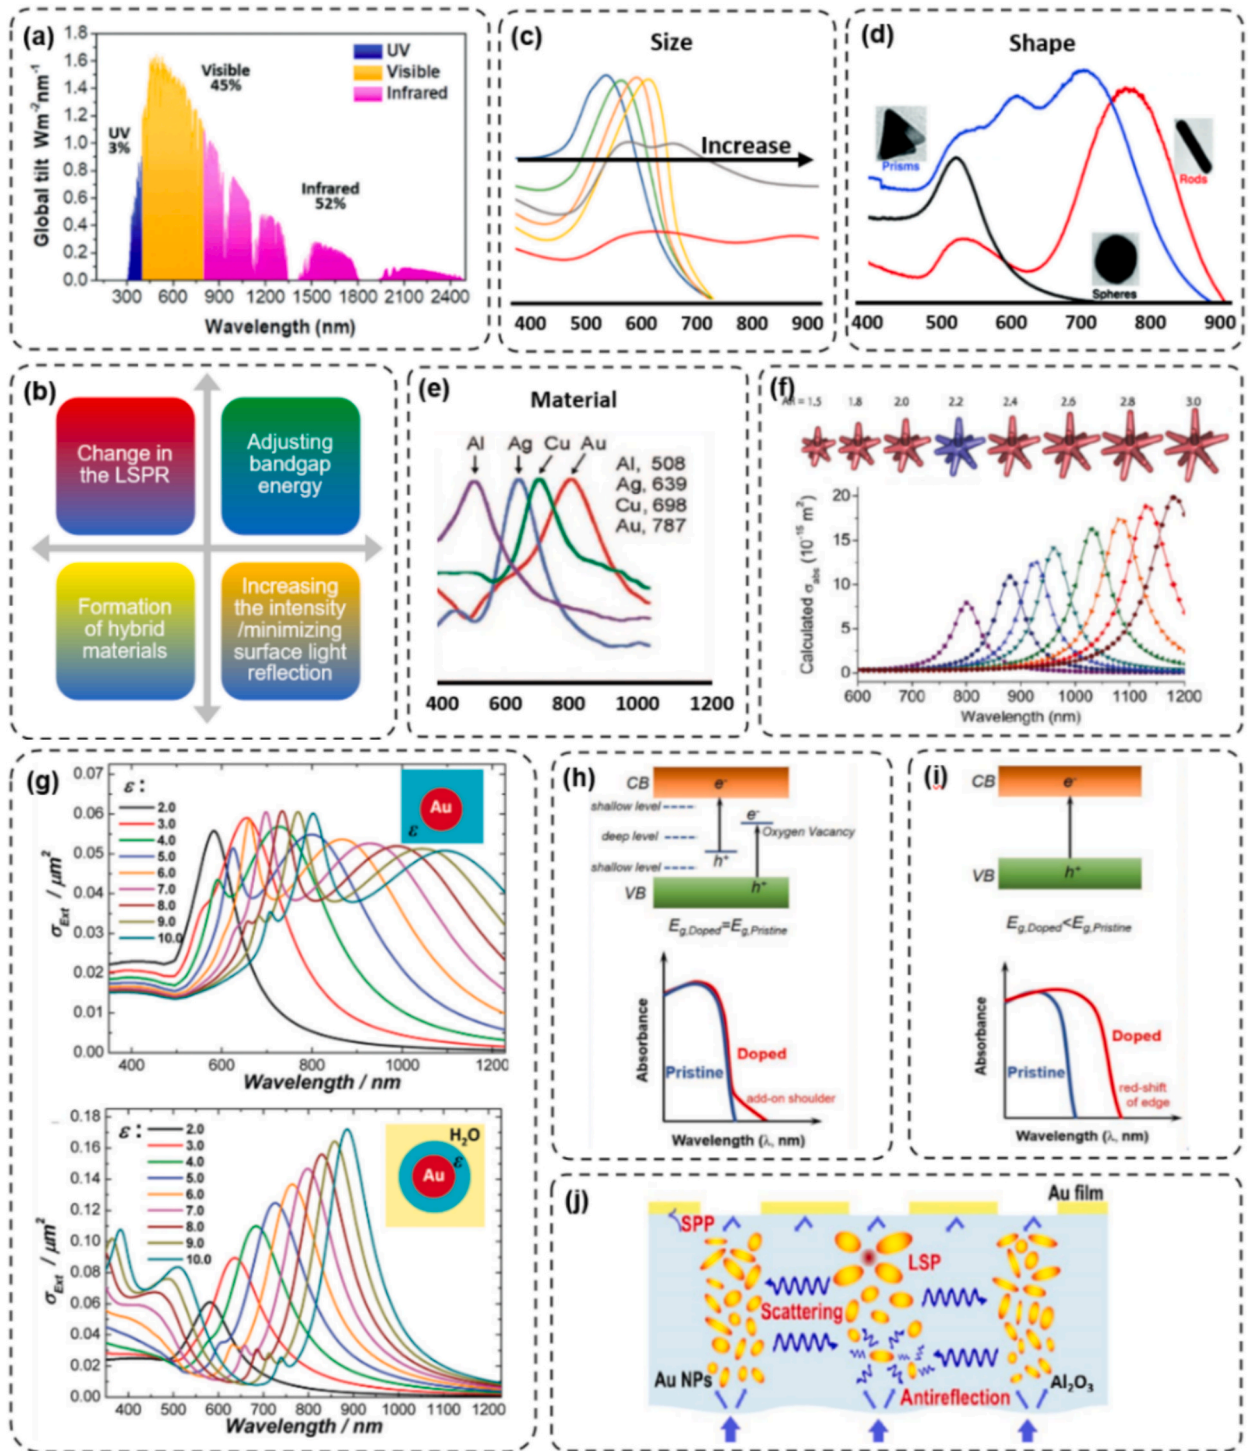 (a)
1.8
1.6
1.4
1.2
1.0
0.8
0.6
0.4
0.2
0.0
Global tilt Wm⁻²nm⁻¹
UV
3%
Visible
45%
Infrared
52%
UV
Visible
Infrared
300 600 900 1200 1500 1800 2100 2400
Wavelength (nm)
(c)
Size
Increase
400 500 600 700 800 900
(d)
Shape
Prisms
Rods
Spheres
400 500 600 700 800 900
(b)
Change in
the LSPR
Adjusting
bandgap
energy
Formation
of hybrid
materials
Increasing
the intensity
/minimizing
surface light
reflection
(e)
Material
Al Ag Cu Au
Al, 508
Ag, 639
Cu, 698
Au, 787
400 600 800 1000 1200
(f)
= 1.5 1.8 2.0 2.2 2.4 2.6 2.8 3.0
20
15
10
5
0
Calculated σabs (10⁻¹⁵ m²)
600 700 800 900 1000 1100 1200
Wavelength (nm)
(g)
0.07
0.06
0.05
0.04
0.03
0.02
0.01
0.00
σExt / μm²
ε :
2.0
3.0
4.0
5.0
6.0
7.0
8.0
9.0
10.0
Au
ε
400 600 800 1000 1200
Wavelength / nm
0.18
0.16
0.14
0.12
0.10
0.08
0.06
0.04
0.02
0.00
σExt / μm²
ε :
2.0
3.0
4.0
5.0
6.0
7.0
8.0
9.0
10.0
H₂O
ε
Au
400 500 600 700 800 900 1000 1100 1200
Wavelength / nm
(h)
CB
e⁻
shallow level
deep level
shallow level
e⁻
Oxygen Vacancy
h⁺
VB
h⁺
Eg,Doped=Eg,Pristine
Absorbance
Pristine
Doped
add-on shoulder
Wavelength (λ, nm)
(i)
CB
e⁻
VB
h⁺
Eg,Doped<Eg,Pristine
Absorbance
Pristine
Doped
red-shift
of edge
Wavelength (λ, nm)
(j)
Au film
SPP
LSP
Scattering
Au NPs
Antireflection
Al₂O₃